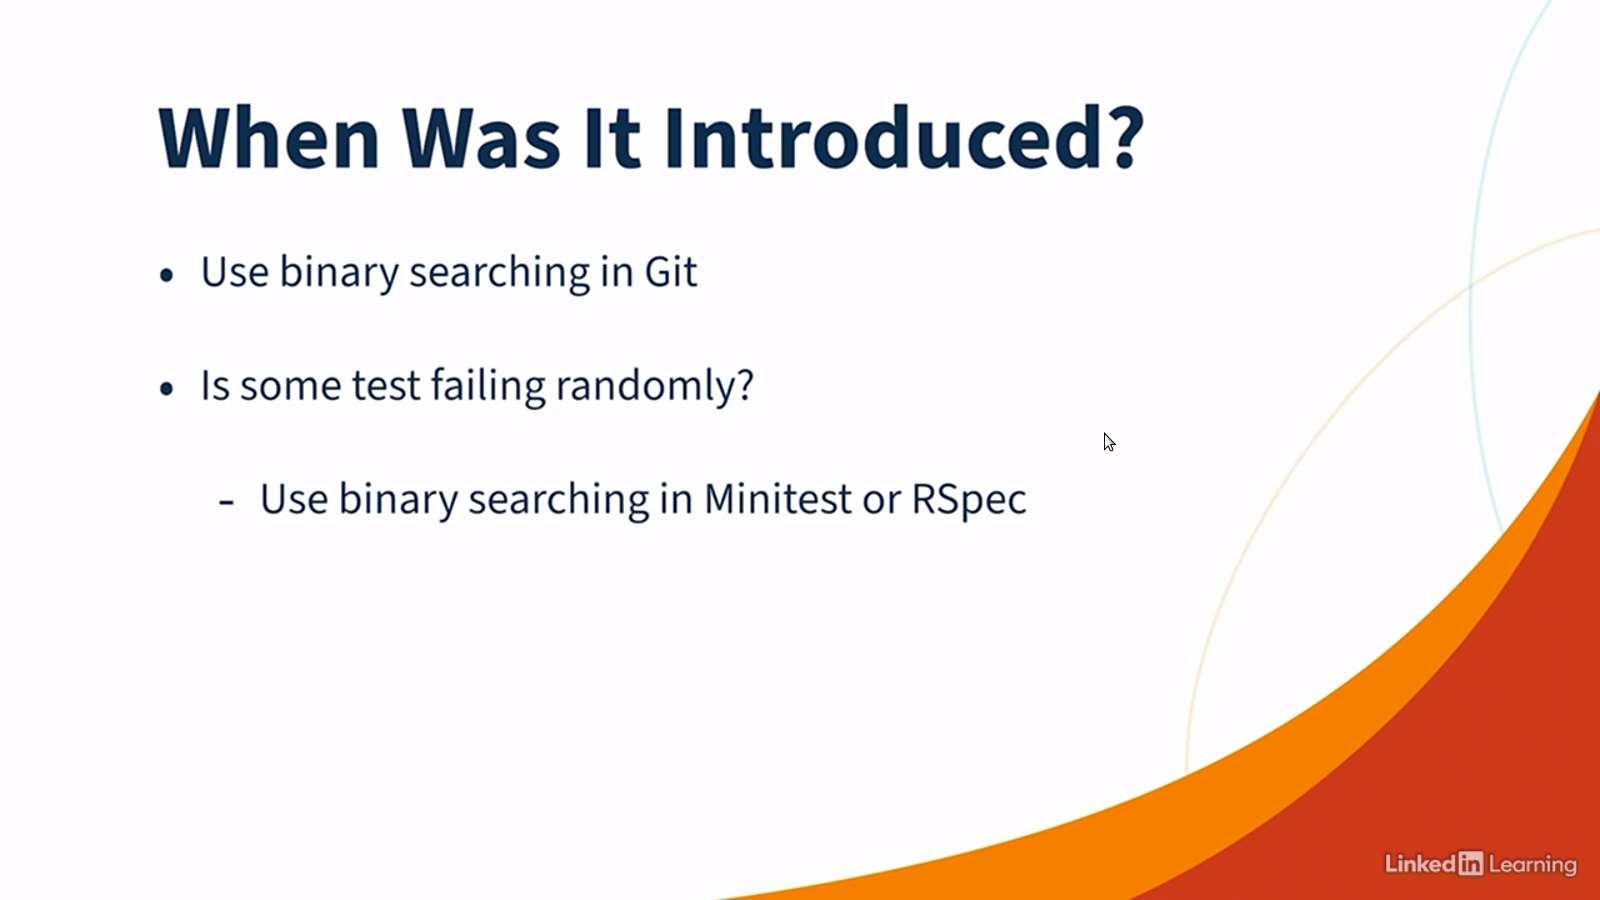 When Was It Introduced?
• Use binary searching in Git
• Is some test failing randomly?
- Use binary searching in Minitest or RSpec
Linked in Learning